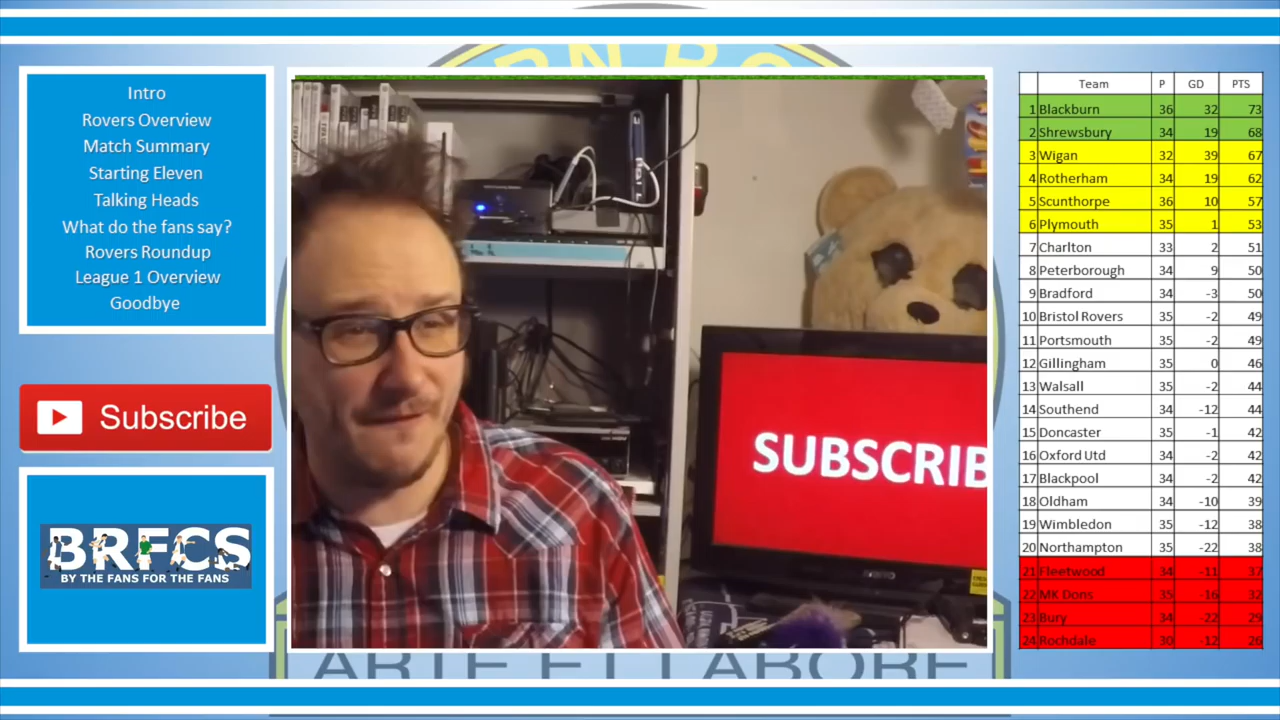 RN RO
Intro
Rovers Overview
Match Summary
Starting Eleven
Talking Heads
What do the fans say?
Rovers Roundup
League 1 Overview
Goodbye
Subscribe
BRFCS
BY THE FANS FOR THE FANS
SUBSCRIB
Team P GD PTS
1 Blackburn 36 32 73
2 Shrewsbury 34 19 68
3 Wigan 32 39 67
4 Rotherham 34 19 62
5 Scunthorpe 36 10 57
6 Plymouth 35 1 53
7 Charlton 33 2 51
8 Peterborough 34 9 50
9 Bradford 34 -3 50
10 Bristol Rovers 35 -2 49
11 Portsmouth 35 -2 49
12 Gillingham 35 0 46
13 Walsall 35 -2 44
14 Southend 34 -12 44
15 Doncaster 35 -1 42
16 Oxford Utd 34 -2 42
17 Blackpool 34 -2 42
18 Oldham 34 -10 39
19 Wimbledon 35 -12 38
20 Northampton 35 -22 38
21 Fleetwood 34 -11 37
22 MK Dons 35 -16 32
23 Bury 34 -22 29
24 Rochdale 30 -12 26
ARTE ET LABORE